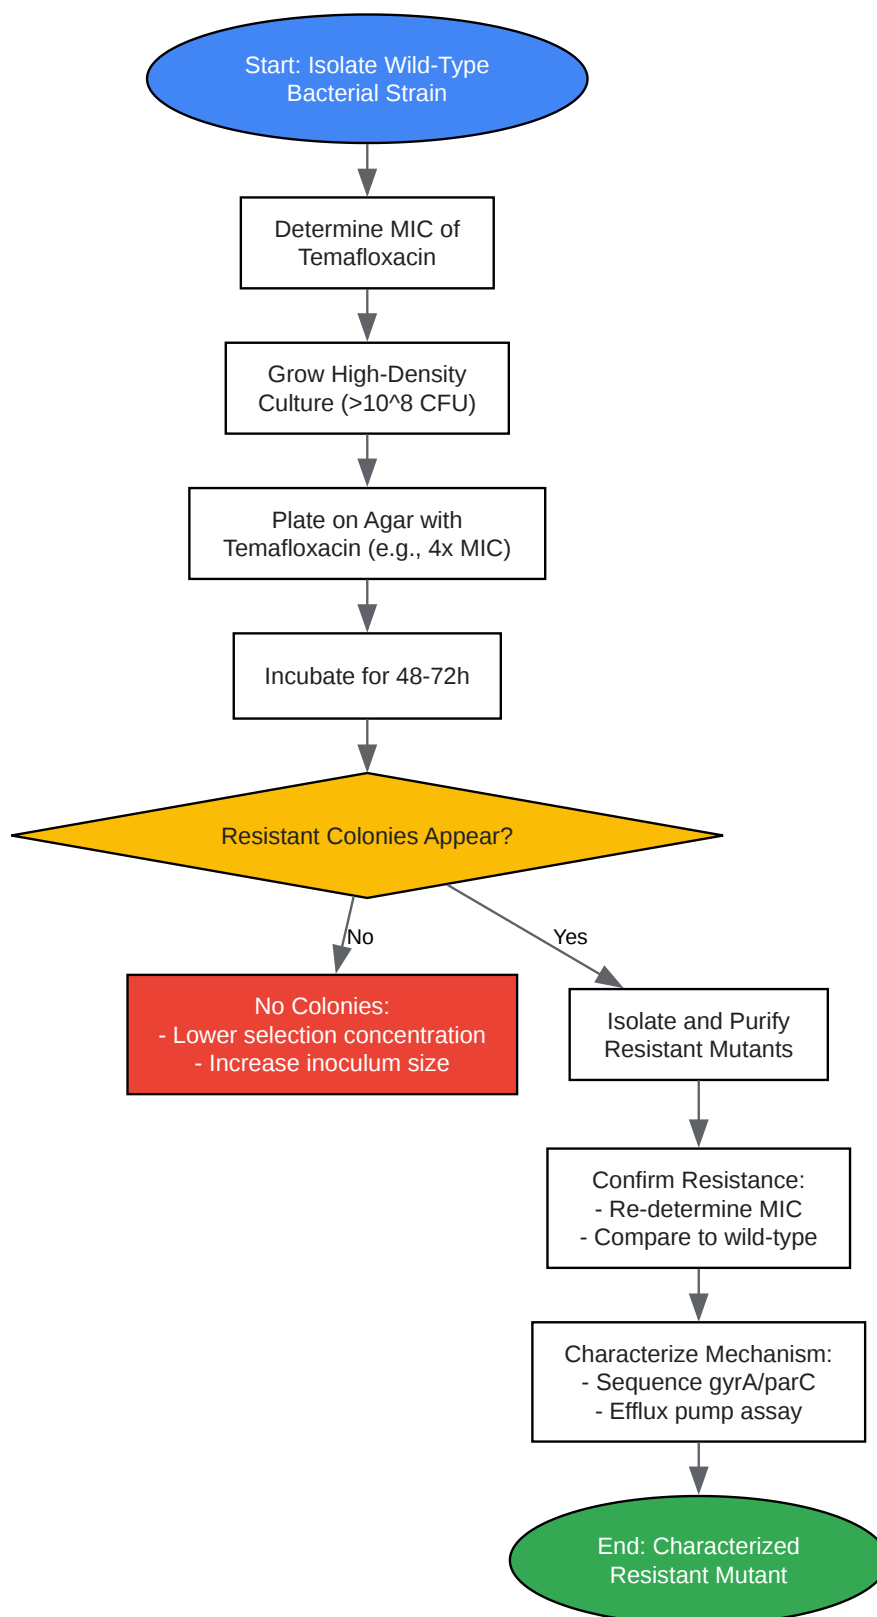 Start: Isolate Wild-Type
Bacterial Strain
Determine MIC of
Temafloxacin
Grow High-Density
Culture (>10^8 CFU)
Plate on Agar with
Temafloxacin (e.g., 4x MIC)
Incubate for 48-72h
Resistant Colonies Appear?
No
Yes
No Colonies:
- Lower selection concentration
- Increase inoculum size
Isolate and Purify
Resistant Mutants
Confirm Resistance:
- Re-determine MIC
- Compare to wild-type
Characterize Mechanism:
- Sequence gyrA/parC
- Efflux pump assay
End: Characterized
Resistant Mutant